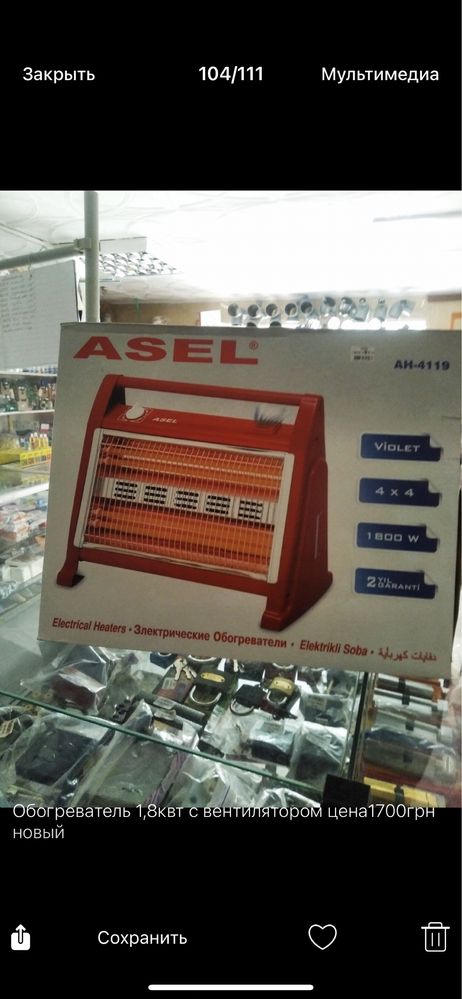 Закрыть
104/111
Мультимедиа
ASEL®
AH-4119
ASEL
VİOLET
4 x 4
1800 W
2 YIL GARANTİ
Electrical Heaters • Злектрические Обогреватели • Elektrikli Soba • دفايات كهربائية
Обогреватель 1,8квт с вентилятором цена1700грн
новый
Сохранить